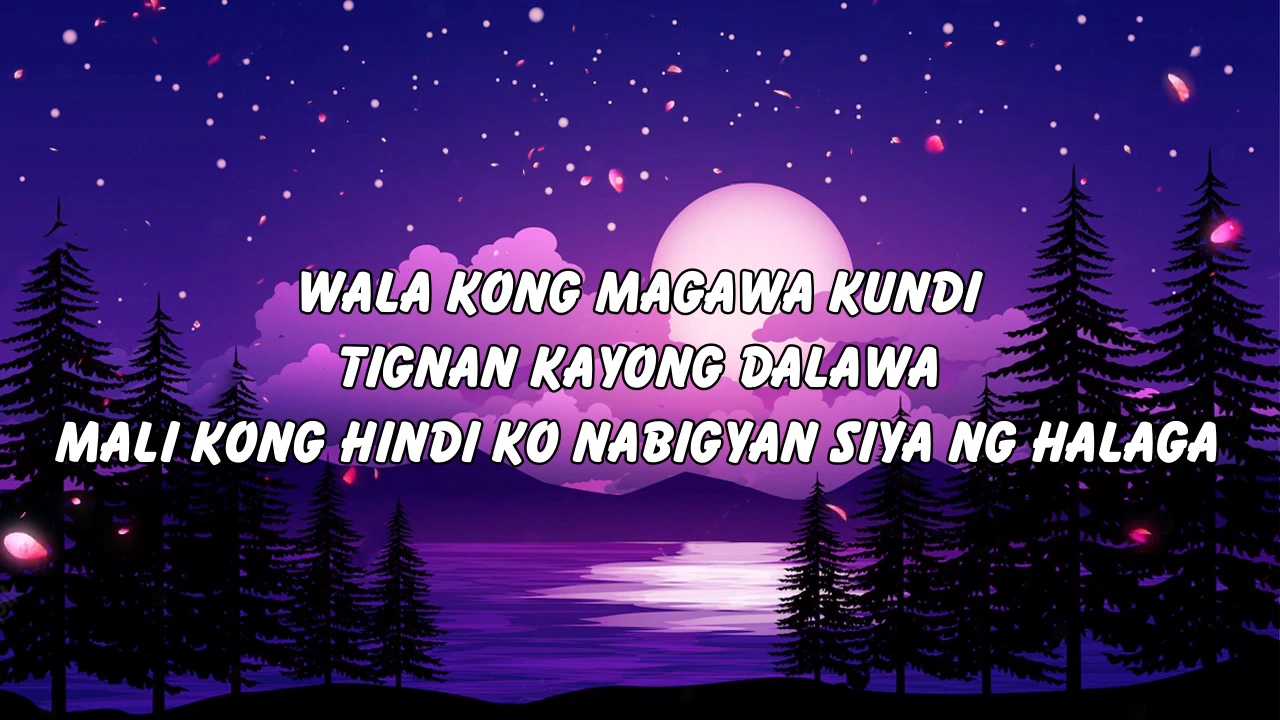 WALA KONG MAGAWA KUNDI
TIGNAN KAYONG DALAWA
MALI KONG HINDI KO NABIGYAN SIYA NG HALAGA